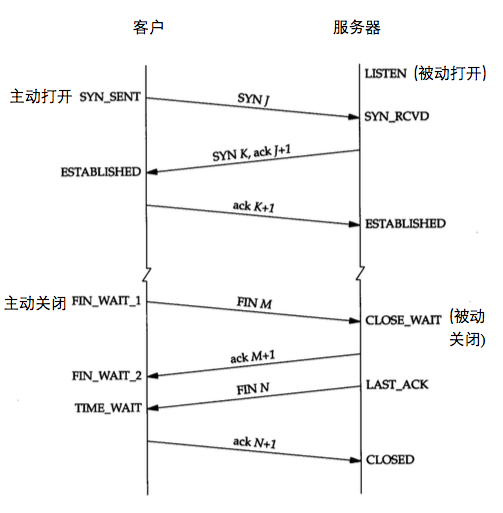 客户
服务器
LISTEN (被动打开)
主动打开 SYN_SENT
SYN J
SYN_RCVD
SYN K, ack J+1
ESTABLISHED
ack K+1
ESTABLISHED
主动关闭 FIN_WAIT_1
FIN M
CLOSE_WAIT (被动
关闭)
ack M+1
FIN_WAIT_2
FIN N
LAST_ACK
TIME_WAIT
ack N+1
CLOSED